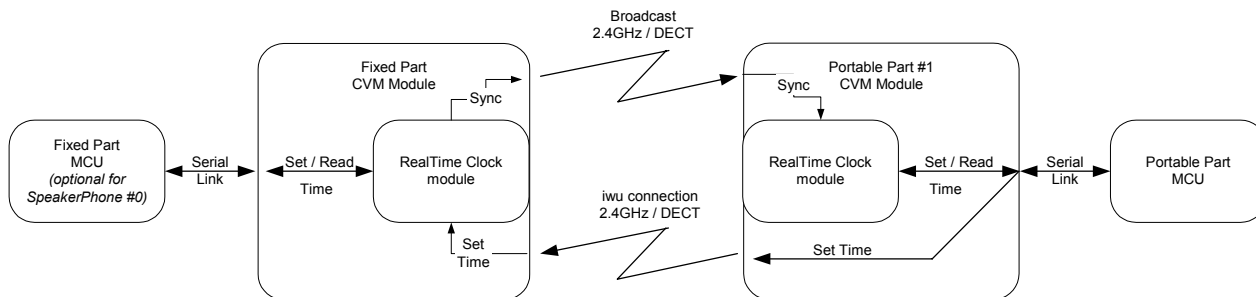 Broadcast
2.4GHz / DECT
Fixed Part
CVM Module
Sync
Fixed Part
MCU
(optional for
SpeakerPhone #0)
Serial
Link
Set / Read
Time
RealTime Clock
module
Set
Time
iwu connection
2.4GHz / DECT
Portable Part #1
CVM Module
Sync
RealTime Clock
module
Set / Read
Time
Set Time
Serial
Link
Portable Part
MCU